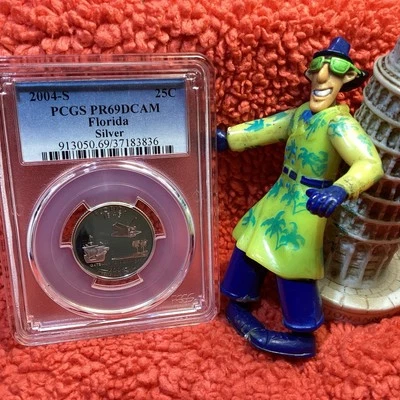 2004-S 25C
PCGS PR69DCAM
Florida
Silver
913050.69/37183836